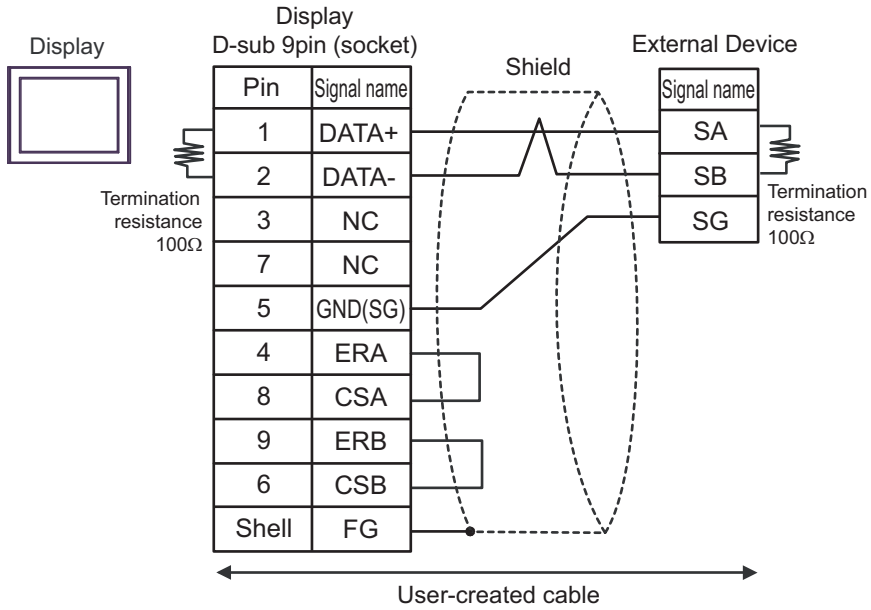 Display
Display
D-sub 9pin (socket)
Shield
External Device
Pin Signal name
1 DATA+
2 DATA-
3 NC
7 NC
5 GND(SG)
4 ERA
8 CSA
9 ERB
6 CSB
Shell FG
Termination
resistance
100Ω
Signal name
SA
SB
SG
Termination
resistance
100Ω
User-created cable